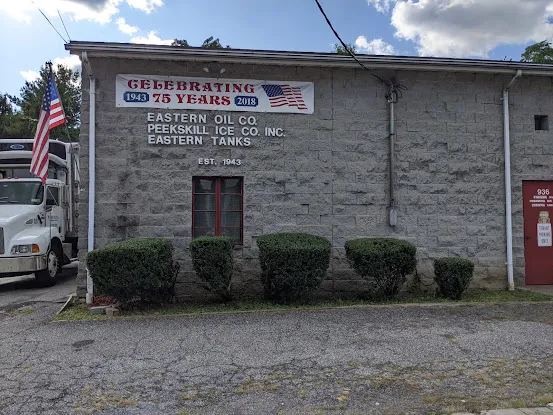 CELEBRATING
1943 75 YEARS 2018
EASTERN OIL CO.
PEEKSKILL ICE CO. INC.
EASTERN TANKS
EST. 1943
936